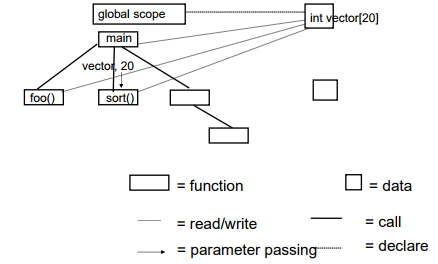 global scope
int vector[20]
main
vector, 20
foo()
sort()
= function
= data
= read/write
= call
= parameter passing
= declare